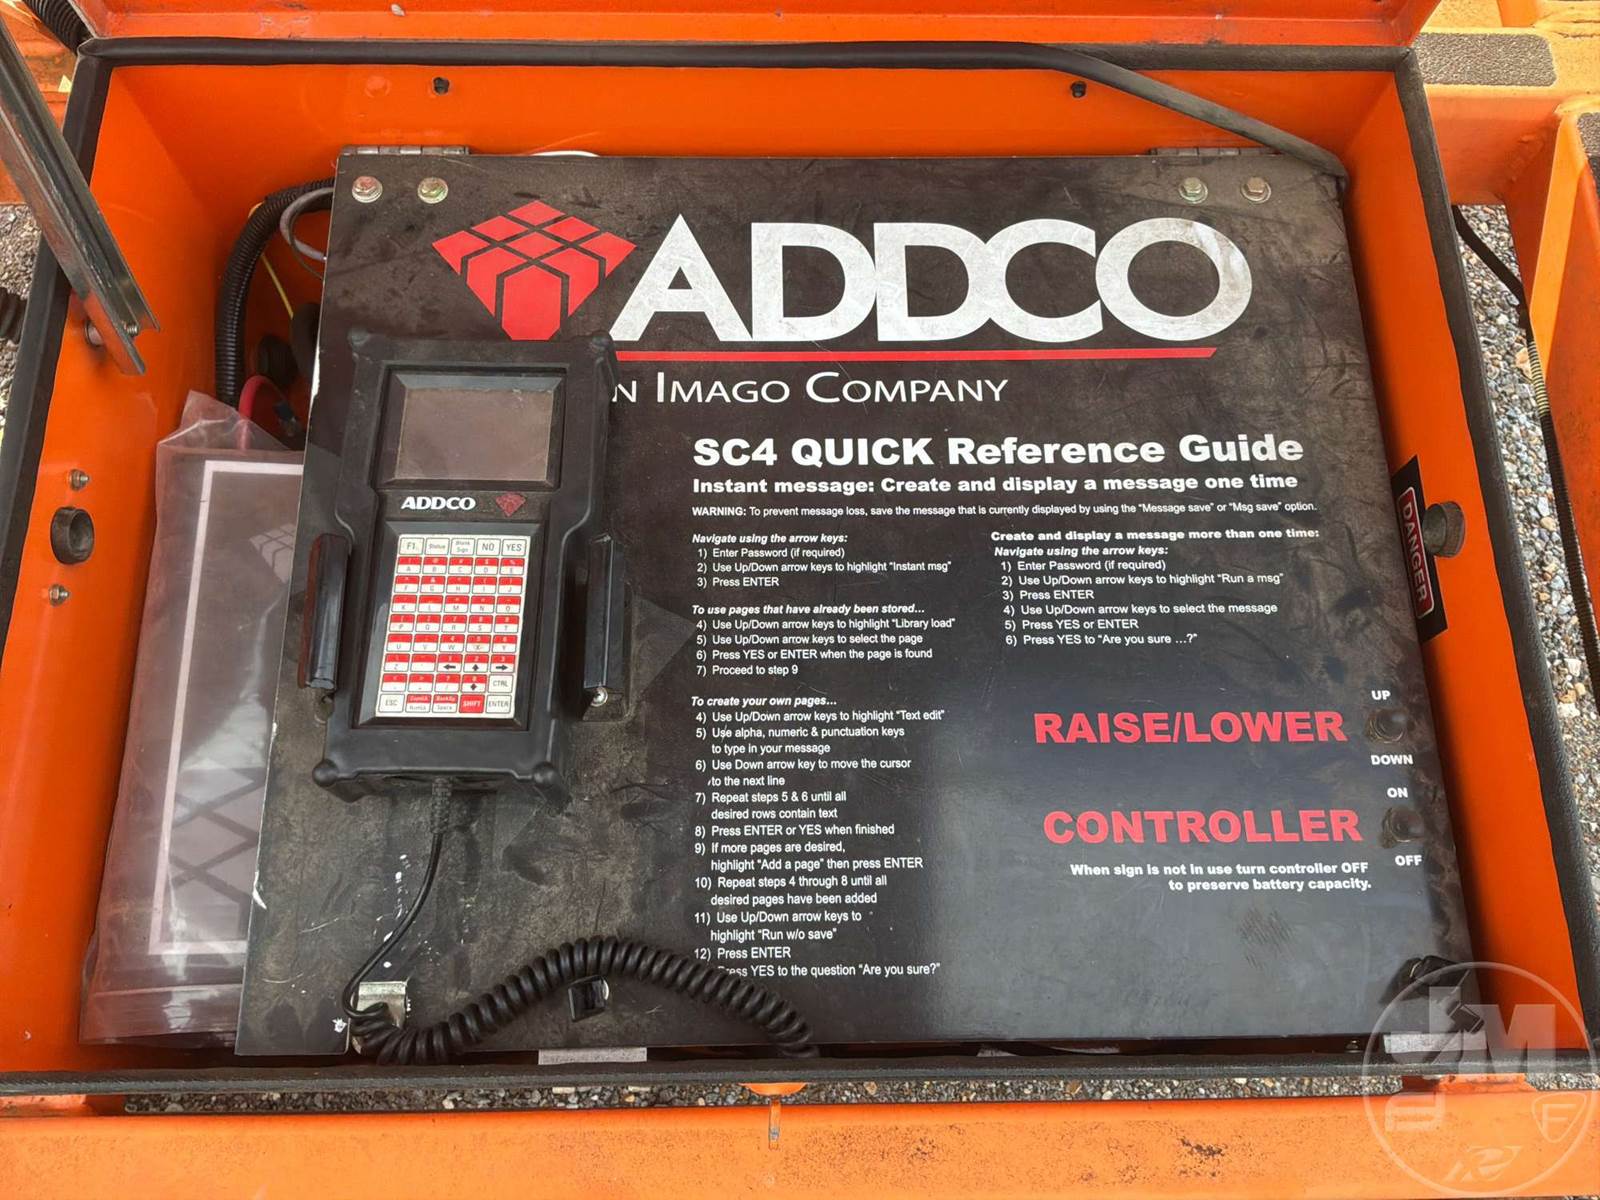 ADDCO
N IMAGO COMPANY
SC4 QUICK Reference Guide
Instant message: Create and display a message one time
WARNING: To prevent message loss, save the message that is currently displayed by using the "Message save" or "Msg save" option.
Navigate using the arrow keys:
1) Enter Password (if required)
2) Use Up/Down arrow keys to highlight "Instant msg"
3) Press ENTER
To use pages that have already been stored...
4) Use Up/Down arrow keys to highlight "Library load"
5) Use Up/Down arrow keys to select the page
6) Press YES or ENTER when the page is found
7) Proceed to step 9
To create your own pages...
4) Use Up/Down arrow keys to highlight "Text edit"
5) Use alpha, numeric & punctuation keys
to type in your message
6) Use Down arrow key to move the cursor
to the next line
7) Repeat steps 5 & 6 until all
desired rows contain text
8) Press ENTER or YES when finished
9) If more pages are desired,
highlight "Add a page" then press ENTER
10) Repeat steps 4 through 8 until all
desired pages have been added
11) Use Up/Down arrow keys to
highlight "Run w/o save"
12) Press ENTER
ess YES to the question "Are you sure?"
Create and display a message more than one time:
Navigate using the arrow keys:
1) Enter Password (if required)
2) Use Up/Down arrow keys to highlight "Run a msg"
3) Press ENTER
4) Use Up/Down arrow keys to select the message
5) Press YES or ENTER
6) Press YES to "Are you sure ...?"
UP
RAISE/LOWER
DOWN
ON
CONTROLLER
OFF
When sign is not in use turn controller OFF
to preserve battery capacity.
DANGER
ADDCO
F1 Status Blank Sign NO YES
A B C D E
K L M N O
P Q R S T
U V W X Y
Z
CTRL
ESC Space SHIFT ENTER
JM